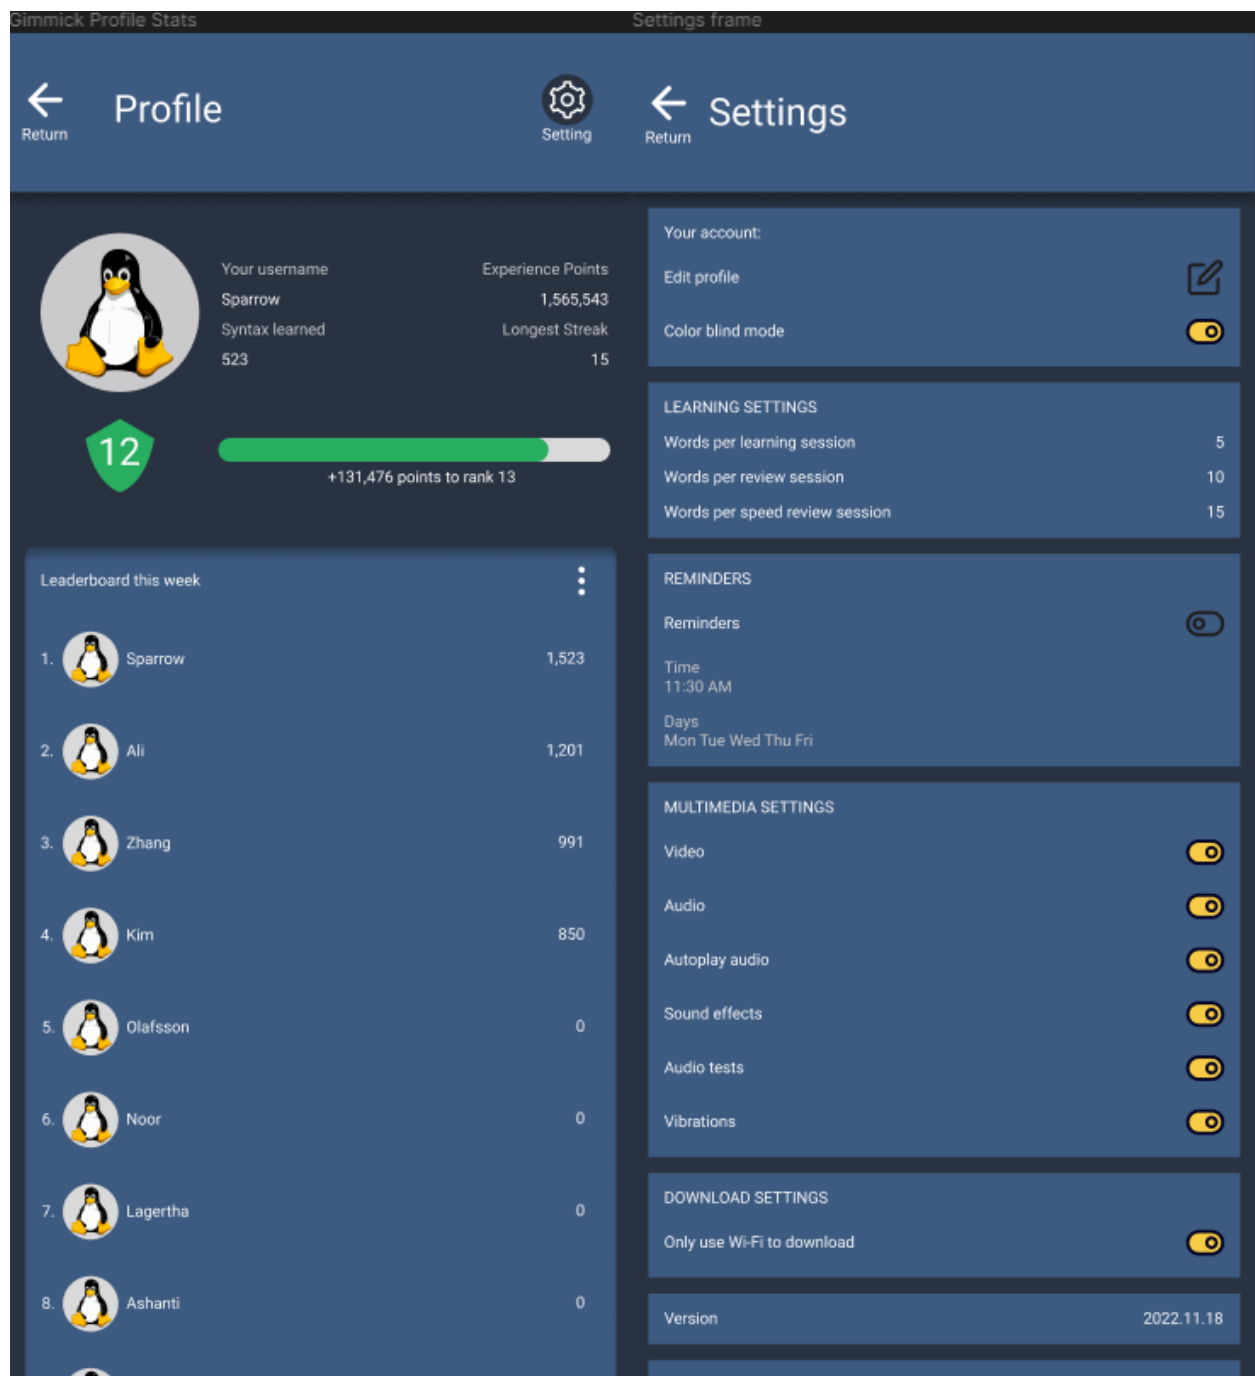 Gimmick Profile Stats
Return
Profile
Setting
Your username
Experience Points
Sparrow
1,565,543
Syntax learned
Longest Streak
523
15
12
+131,476 points to rank 13
Leaderboard this week
1. Sparrow 1,523
2. Ali 1,201
3. Zhang 991
4. Kim 850
5. Olafsson 0
6. Noor 0
7. Lagertha 0
8. Ashanti 0
Settings frame
Return
Settings
Your account:
Edit profile
Color blind mode
LEARNING SETTINGS
Words per learning session 5
Words per review session 10
Words per speed review session 15
REMINDERS
Reminders
Time
11:30 AM
Days
Mon Tue Wed Thu Fri
MULTIMEDIA SETTINGS
Video
Audio
Autoplay audio
Sound effects
Audio tests
Vibrations
DOWNLOAD SETTINGS
Only use Wi-Fi to download
Version 2022.11.18